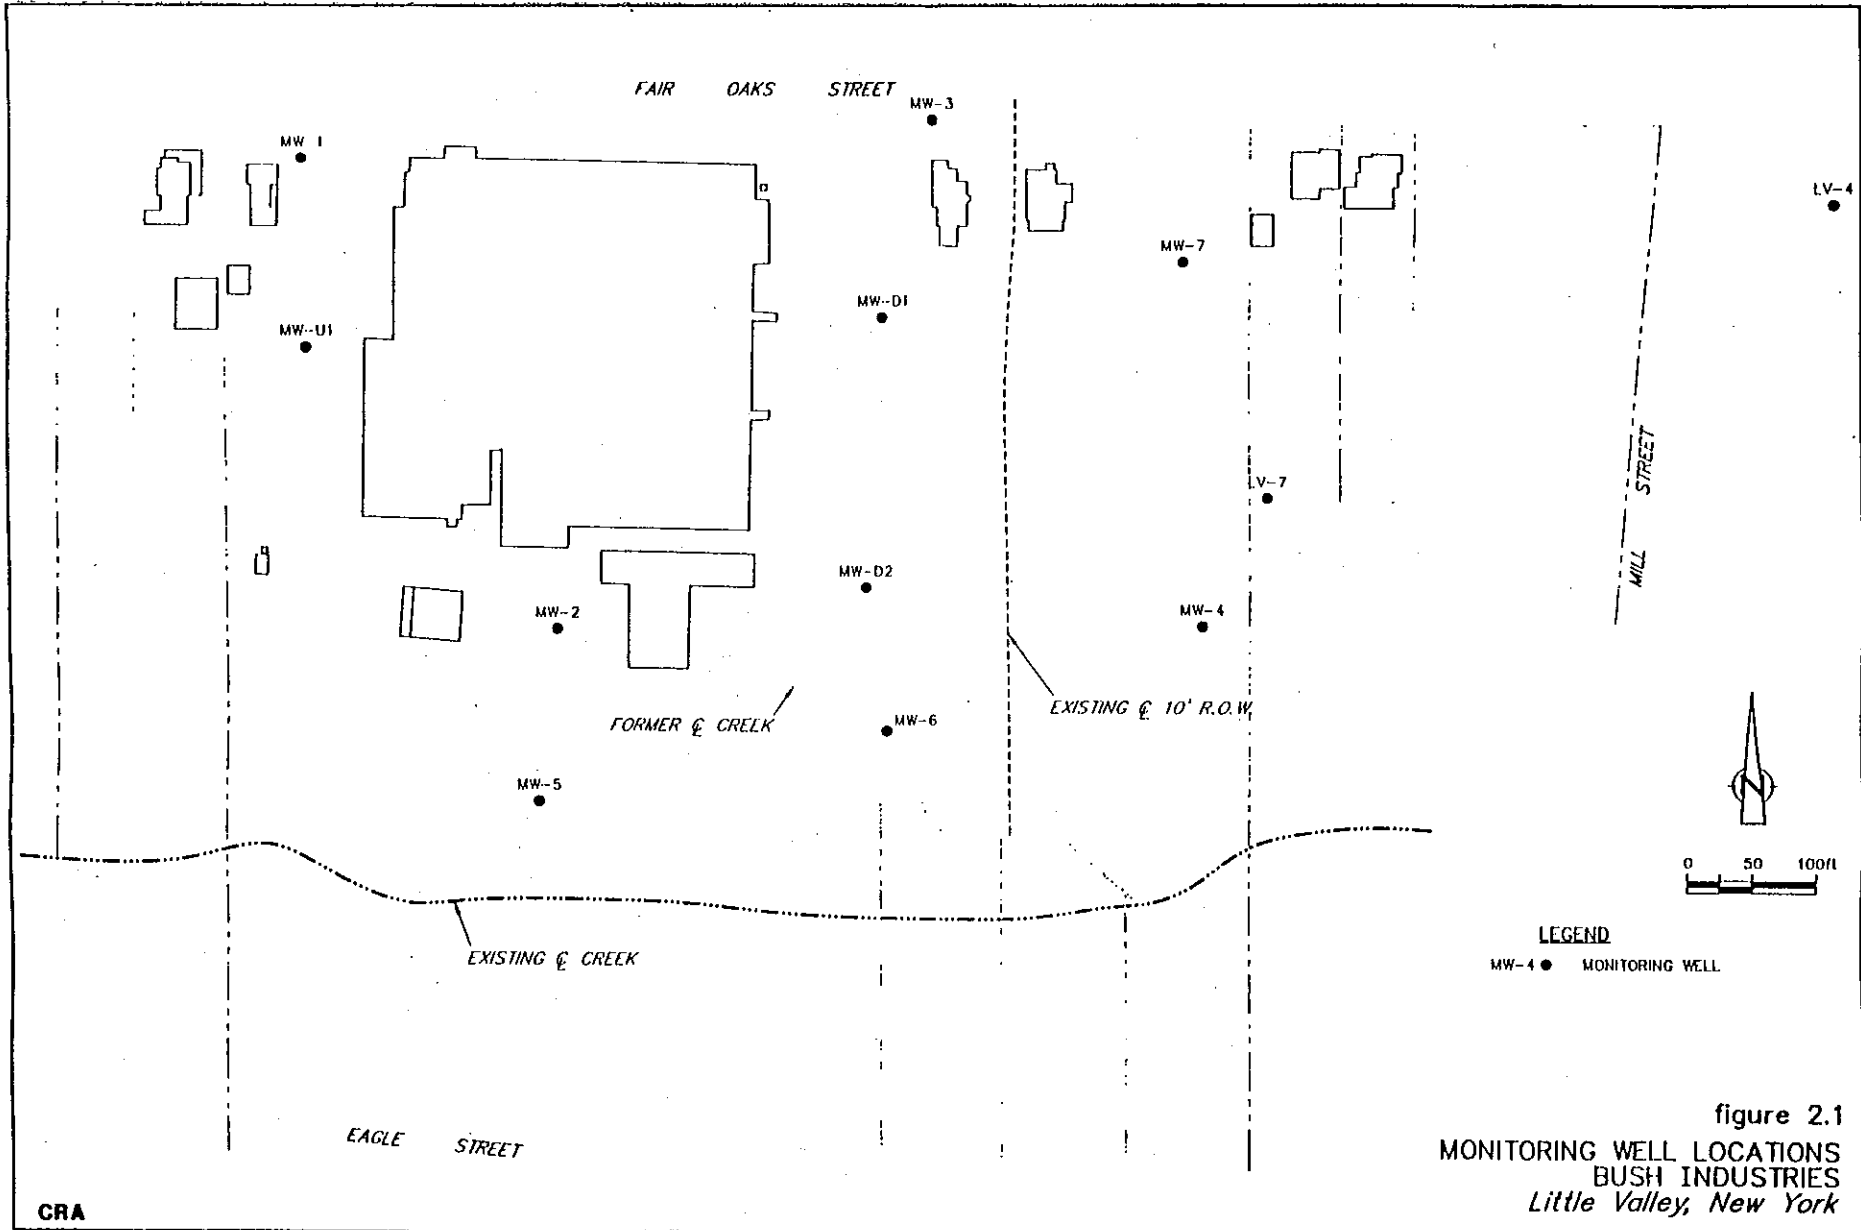 FAIR OAKS STREET
MW-3
MW-1
LV-4
MW-7
MW-D1
MW-U1
MILL STREET
LV-7
MW-D2
MW-2
MW-4
EXISTING ℄ 10' R.O.W.
FORMER ℄ CREEK
MW-6
MW-5
N
0 50 100ft
EXISTING ℄ CREEK
LEGEND
MW-4 ● MONITORING WELL
EAGLE STREET
figure 2.1
MONITORING WELL LOCATIONS
BUSH INDUSTRIES
Little Valley, New York
CRA